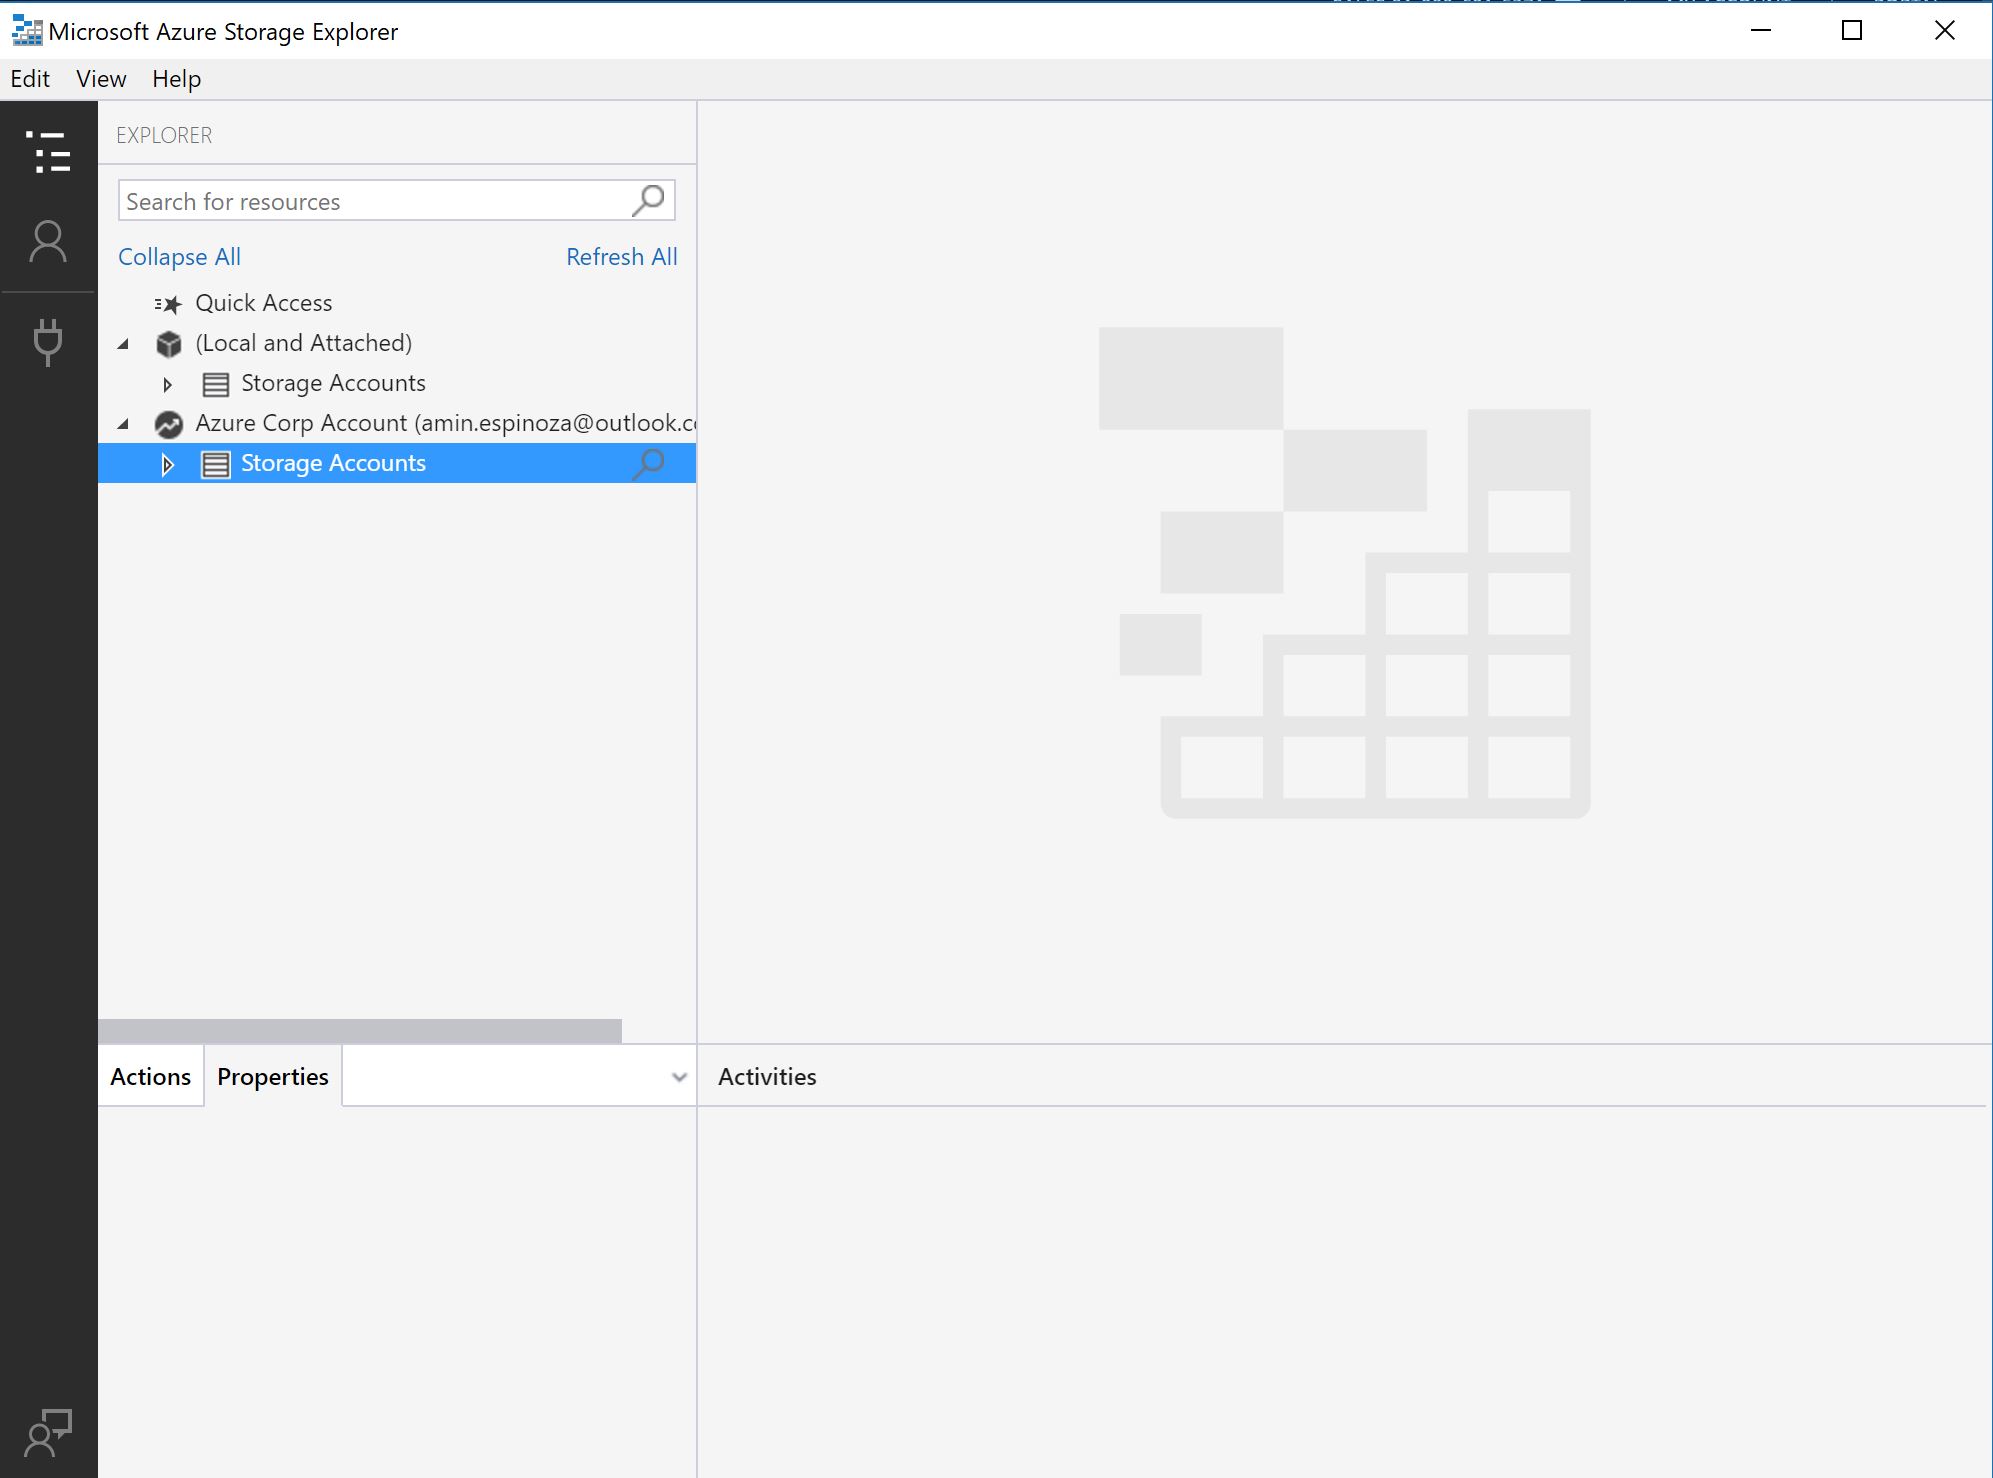 Microsoft Azure Storage Explorer
Edit View Help
EXPLORER
Search for resources
Collapse All Refresh All
Quick Access
(Local and Attached)
Storage Accounts
Azure Corp Account (amin.espinoza@outlook.c
Storage Accounts
Actions Properties
Activities